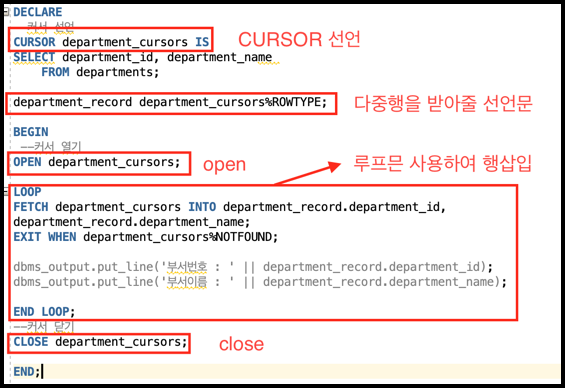 DECLARE
커서 선언
CURSOR department_cursors IS CURSOR 선언
SELECT department_id, department_name
FROM departments;
department_record department_cursors%ROWTYPE; 다중행을 받아줄 선언문
BEGIN
--커서 열기
OPEN department_cursors; open
루프믄 사용하여 행삽입
LOOP
FETCH department_cursors INTO department_record.department_id,
department_record.department_name;
EXIT WHEN department_cursors%NOTFOUND;
dbms_output.put_line('부서번호 : ' || department_record.department_id);
dbms_output.put_line('부서이름 : ' || department_record.department_name);
END LOOP;
--커서 닫기
CLOSE department_cursors; close
END;